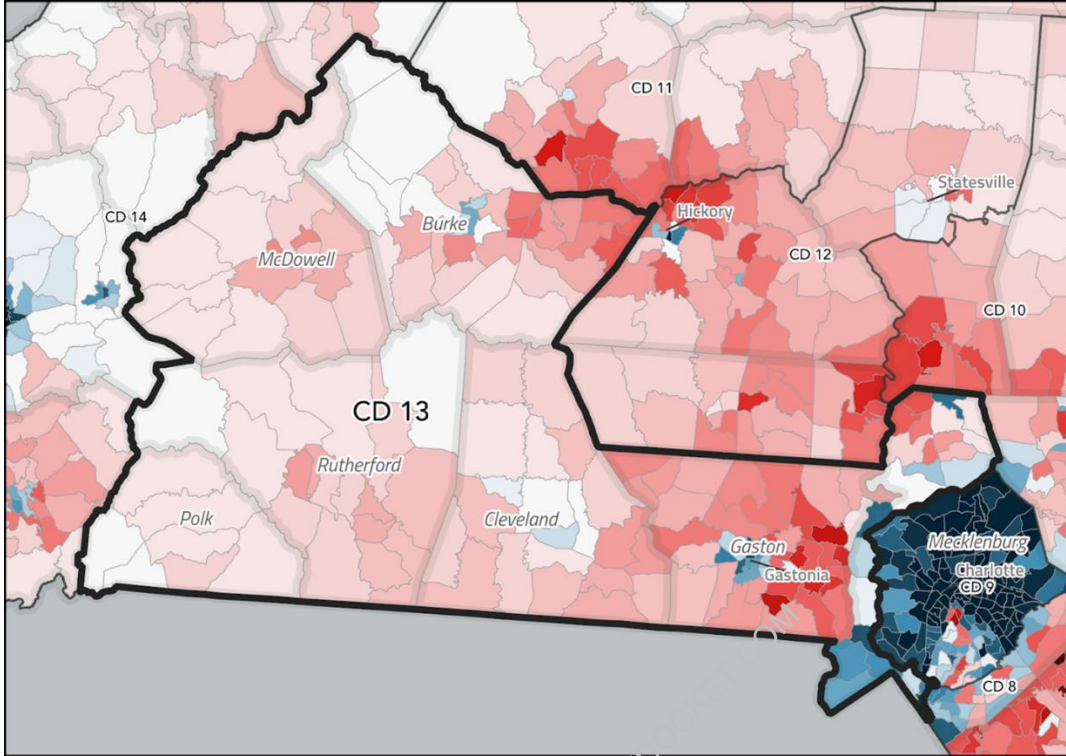 CD 11
Statesville
CD 14
Burke
Hickory
McDowell
CD 12
CD 10
CD 13
Rutherford
Polk
Cleveland
Gaston
Gastonia
Mecklenburg
Charlotte
CD 9
CD 8